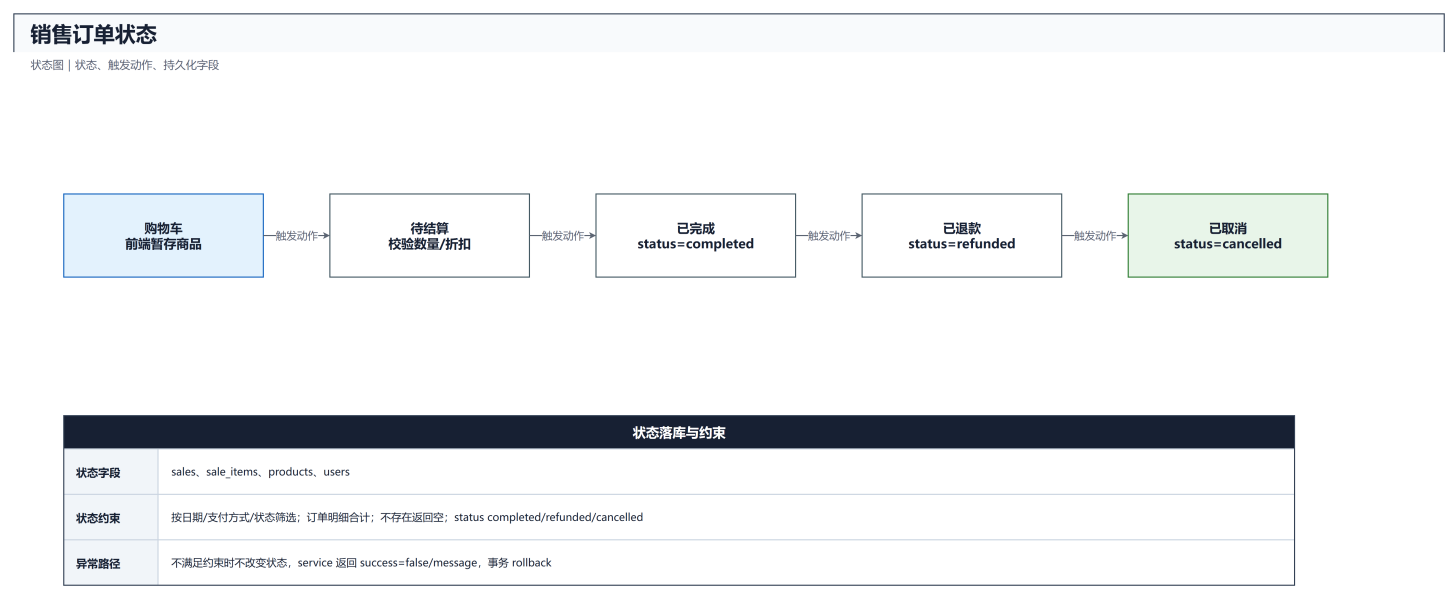 销售订单状态
状态图 | 状态、触发动作、持久化字段
购物车
前端暂存商品
触发动作
待结算
校验数量/折扣
触发动作
已完成
status=completed
触发动作
已退款
status=refunded
触发动作
已取消
status=cancelled
状态落库与约束
状态字段
sales、sale_items、products、users
状态约束
按日期/支付方式/状态筛选；订单明细合计；不存在返回空；status completed/refunded/cancelled
异常路径
不满足约束时不改变状态，service 返回 success=false/message，事务 rollback